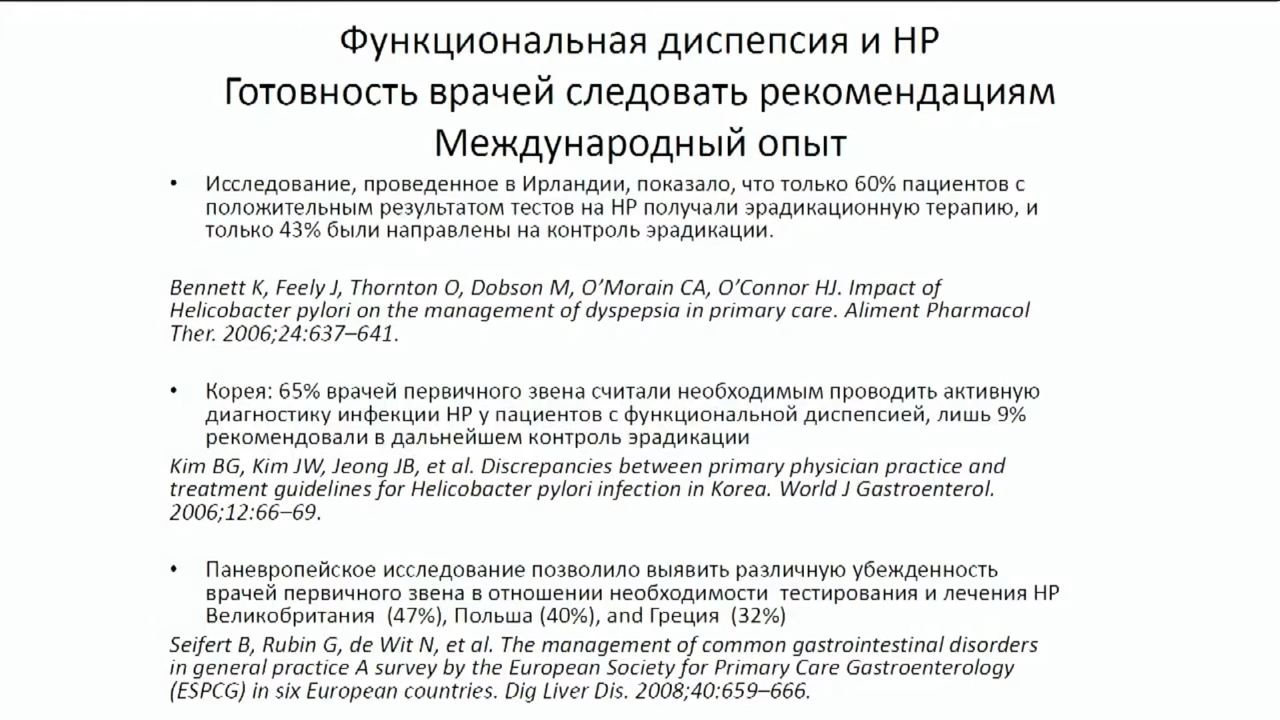 Функциональная диспепсия и НР
Готовность врачей следовать рекомендациям
Международный опыт
• Исследование, проведенное в Ирландии, показало, что только 60% пациентов с
положительным результатом тестов на НР получали эрадикационную терапию, и
только 43% были направлены на контроль эрадикации.
Bennett K, Feely J, Thornton O, Dobson M, O’Morain CA, O’Connor HJ. Impact of
Helicobacter pylori on the management of dyspepsia in primary care. Aliment Pharmacol
Ther. 2006;24:637–641.
• Корея: 65% врачей первичного звена считали необходимым проводить активную
диагностику инфекции НР у пациентов с функциональной диспепсией, лишь 9%
рекомендовали в дальнейшем контроль эрадикации
Kim BG, Kim JW, Jeong JB, et al. Discrepancies between primary physician practice and
treatment guidelines for Helicobacter pylori infection in Korea. World J Gastroenterol.
2006;12:66–69.
• Паневропейское исследование позволило выявить различную убежденность
врачей первичного звена в отношении необходимости  тестирования и лечения НР
Великобритания  (47%), Польша (40%), and Греция  (32%)
Seifert B, Rubin G, de Wit N, et al. The management of common gastrointestinal disorders
in general practice A survey by the European Society for Primary Care Gastroenterology
(ESPCG) in six European countries. Dig Liver Dis. 2008;40:659–666.